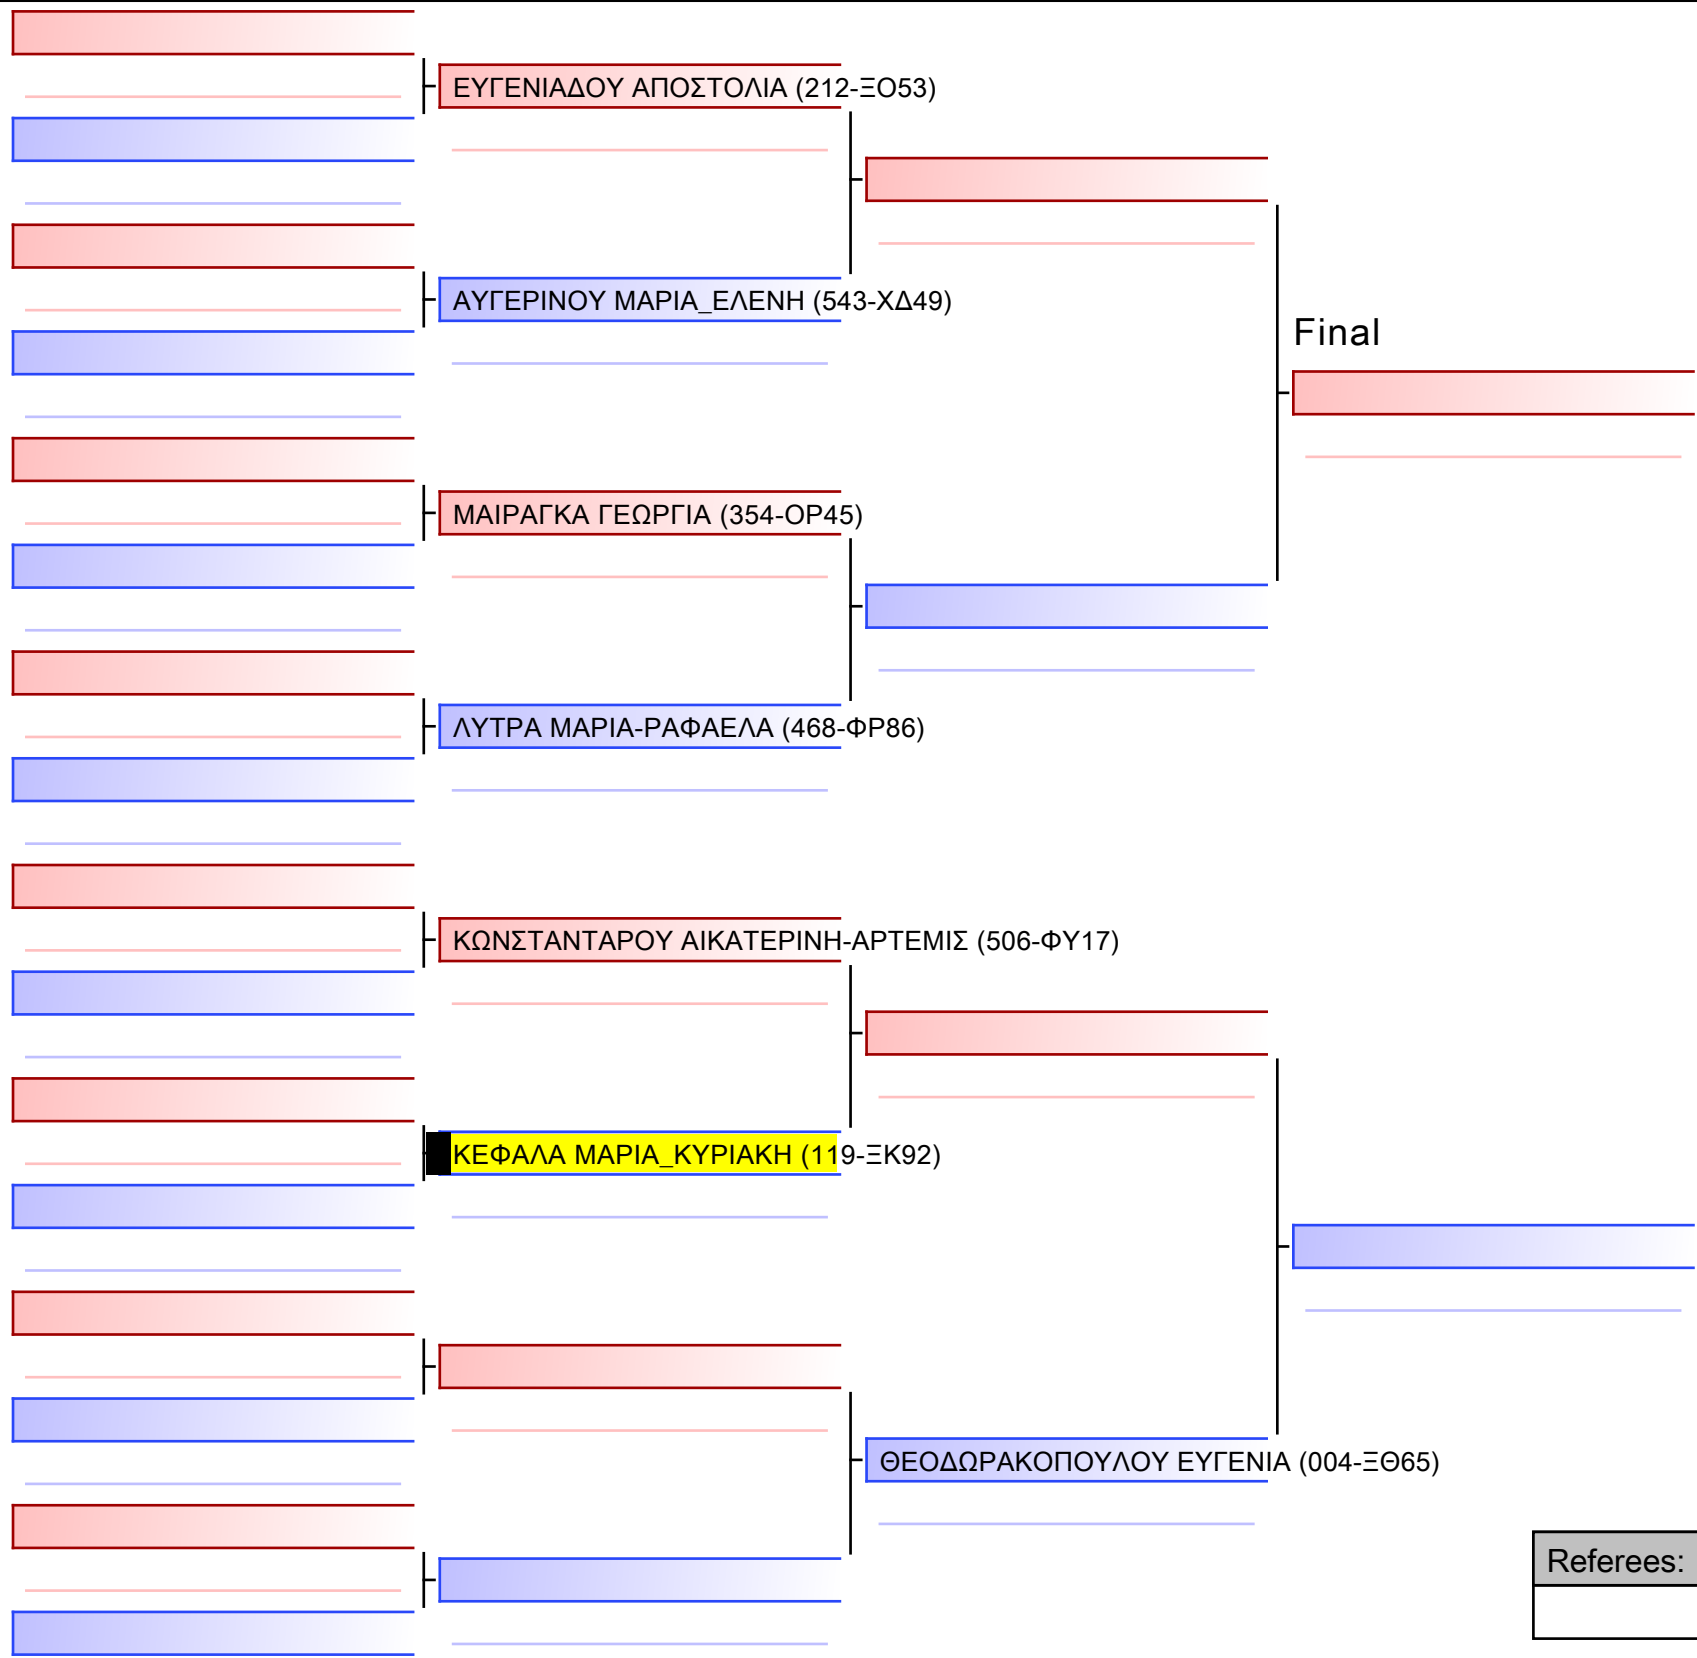 ΕΥΓΕΝΙΑΔΟΥ ΑΠΟΣΤΟΛΙΑ (212-ΞΟ53)
ΑΥΓΕΡΙΝΟΥ ΜΑΡΙΑ_ΕΛΕΝΗ (543-ΧΔ49)
Final
ΜΑΙΡΑΓΚΑ ΓΕΩΡΓΙΑ (354-ΟΡ45)
ΛΥΤΡΑ ΜΑΡΙΑ-ΡΑΦΑΕΛΑ (468-ΦΡ86)
ΚΩΝΣΤΑΝΤΑΡΟΥ ΑΙΚΑΤΕΡΙΝΗ-ΑΡΤΕΜΙΣ (506-ΦΥ17)
ΚΕΦΑΛΑ ΜΑΡΙΑ_ΚΥΡΙΑΚΗ (119-ΞΚ92)
ΘΕΟΔΩΡΑΚΟΠΟΥΛΟΥ ΕΥΓΕΝΙΑ (004-ΞΘ65)
Referees: